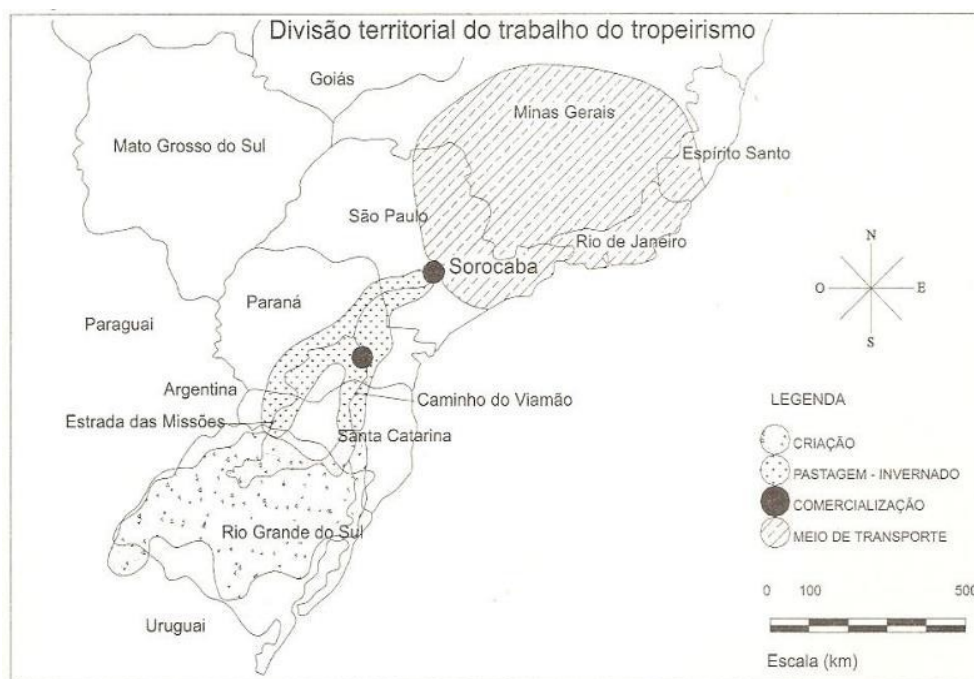 Divisão territorial do trabalho do tropeirismo
Goiás
Minas Gerais
Mato Grosso do Sul
Espírito Santo
São Paulo
Rio de Janeiro
Sorocaba
Paraná
Paraguai
N
O
E
S
Argentina
Caminho do Viamão
Estrada das Missões
Santa Catarina
Rio Grande do Sul
Uruguai
LEGENDA
CRIAÇÃO
PASTAGEM - INVERNADO
COMERCIALIZAÇÃO
MEIO DE TRANSPORTE
0 100 500
Escala (km)